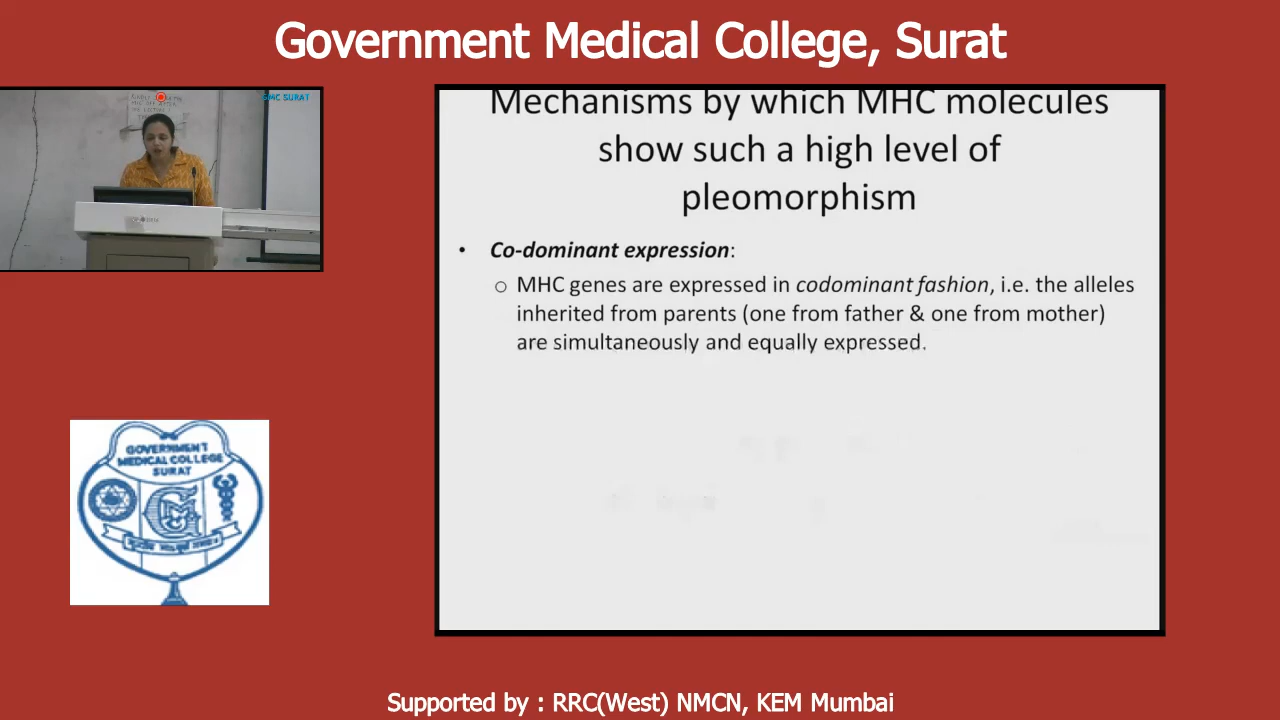 Government Medical College, Surat
GMC SURAT
Mechanisms by which MHC molecules
show such a high level of
pleomorphism
• Co-dominant expression:
o MHC genes are expressed in codominant fashion, i.e. the alleles
inherited from parents (one from father & one from mother)
are simultaneously and equally expressed.
GOVERNMENT
MEDICAL COLLEGE
SURAT
Supported by : RRC(West) NMCN, KEM Mumbai